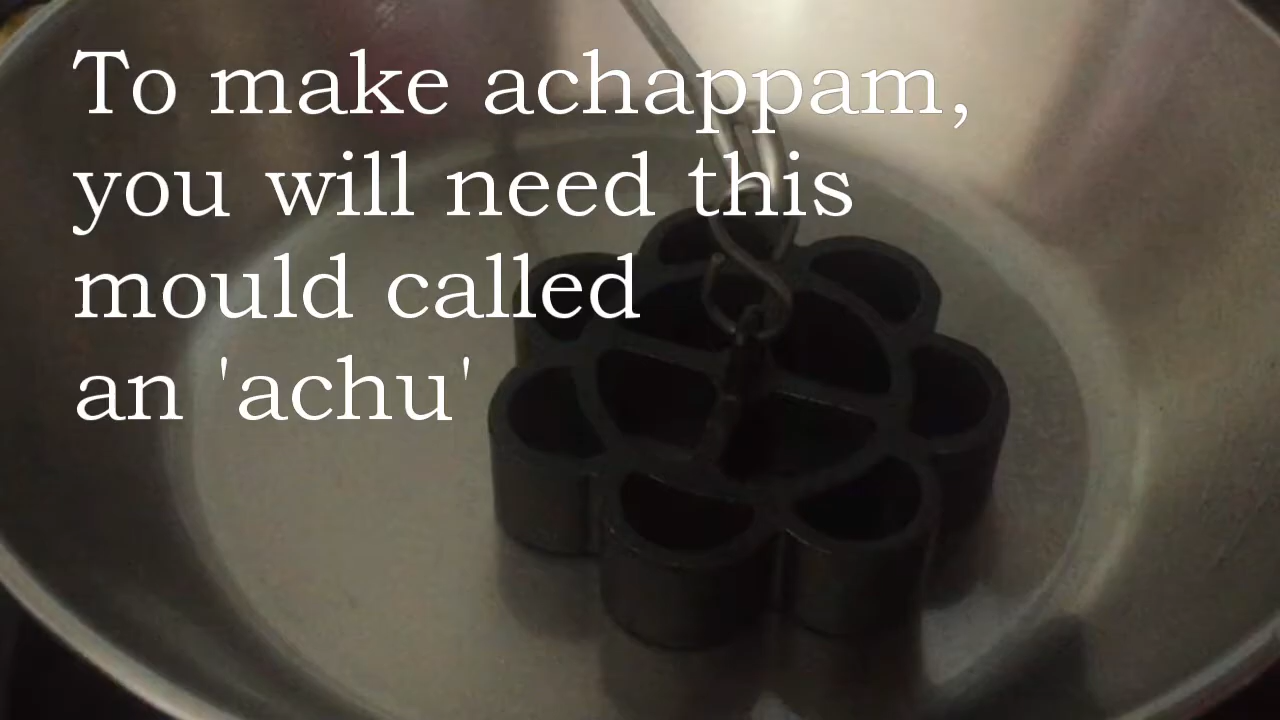 To make achappam,
you will need this
mould called
an 'achu'